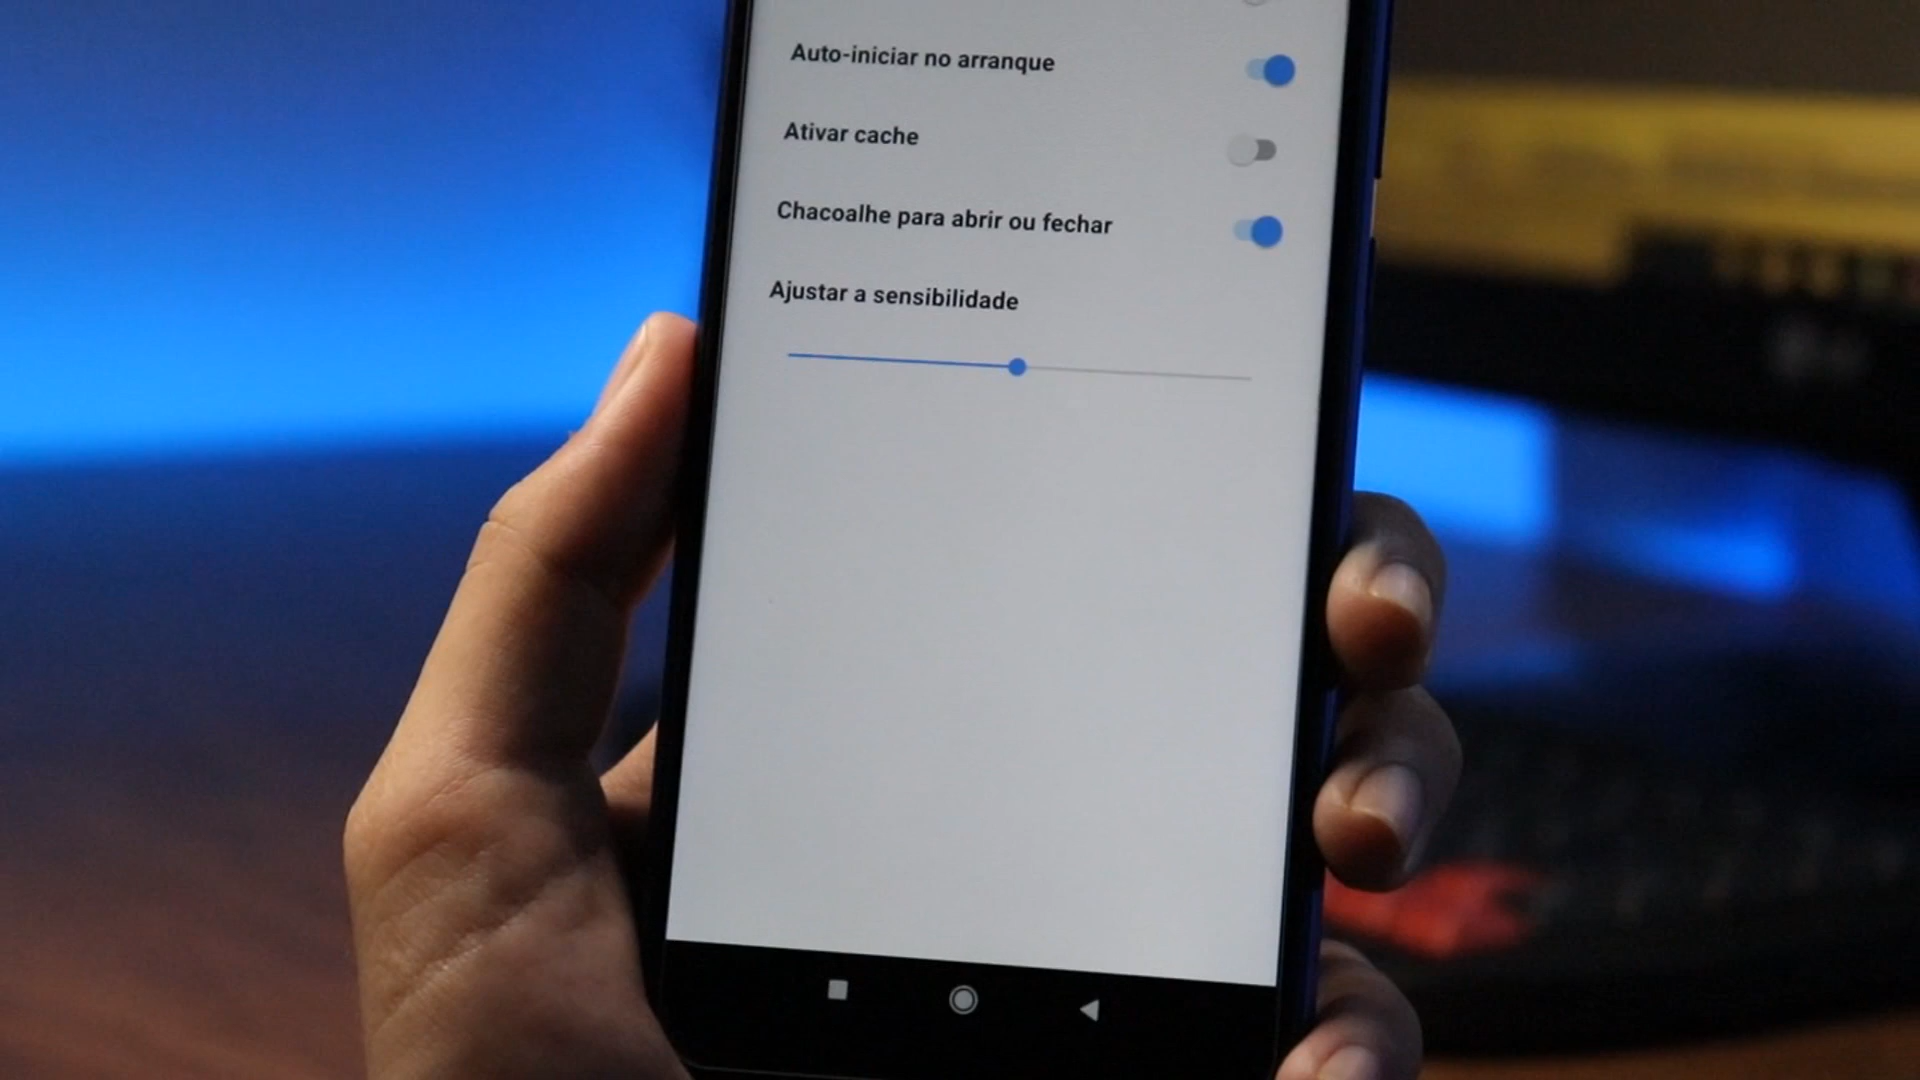 Auto-iniciar no arranque
Ativar cache
Chacoalhe para abrir ou fechar
Ajustar a sensibilidade